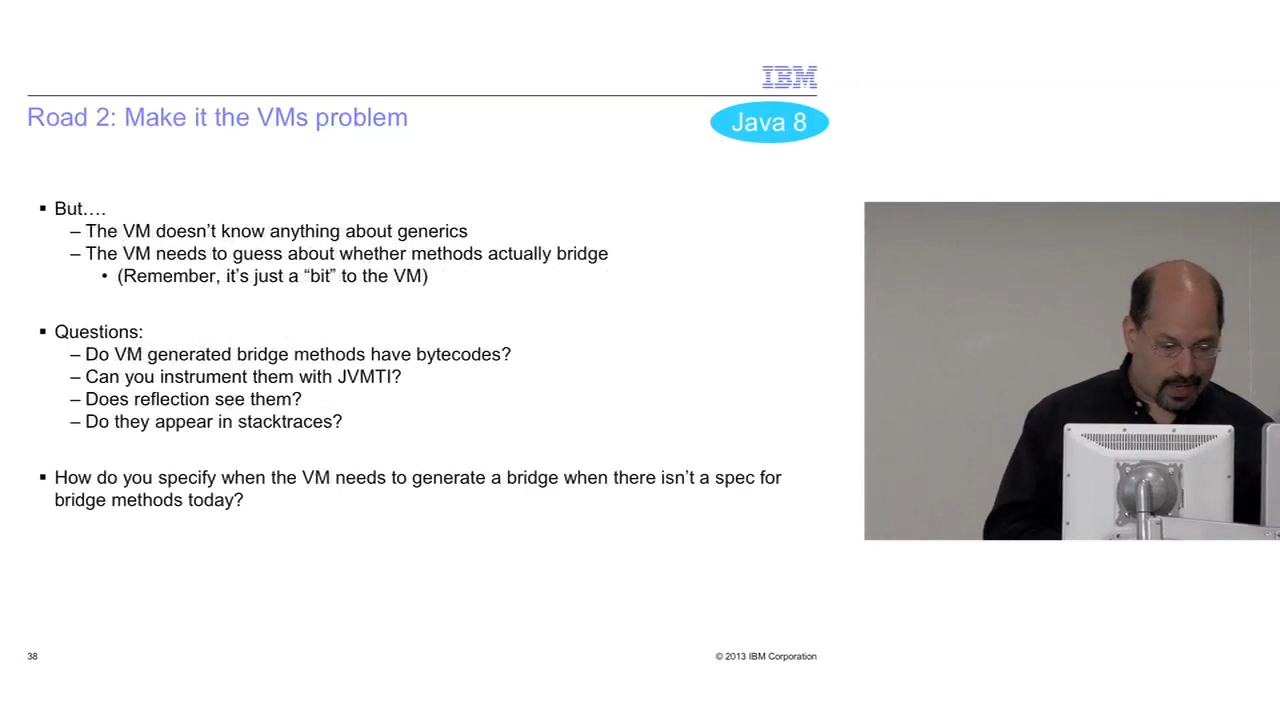 IBM
Road 2: Make it the VMs problem
Java 8
▪ But….
– The VM doesn't know anything about generics
– The VM needs to guess about whether methods actually bridge
• (Remember, it's just a “bit” to the VM)
▪ Questions:
– Do VM generated bridge methods have bytecodes?
– Can you instrument them with JVMTI?
– Does reflection see them?
– Do they appear in stacktraces?
▪ How do you specify when the VM needs to generate a bridge when there isn't a spec for
bridge methods today?
38
© 2013 IBM Corporation